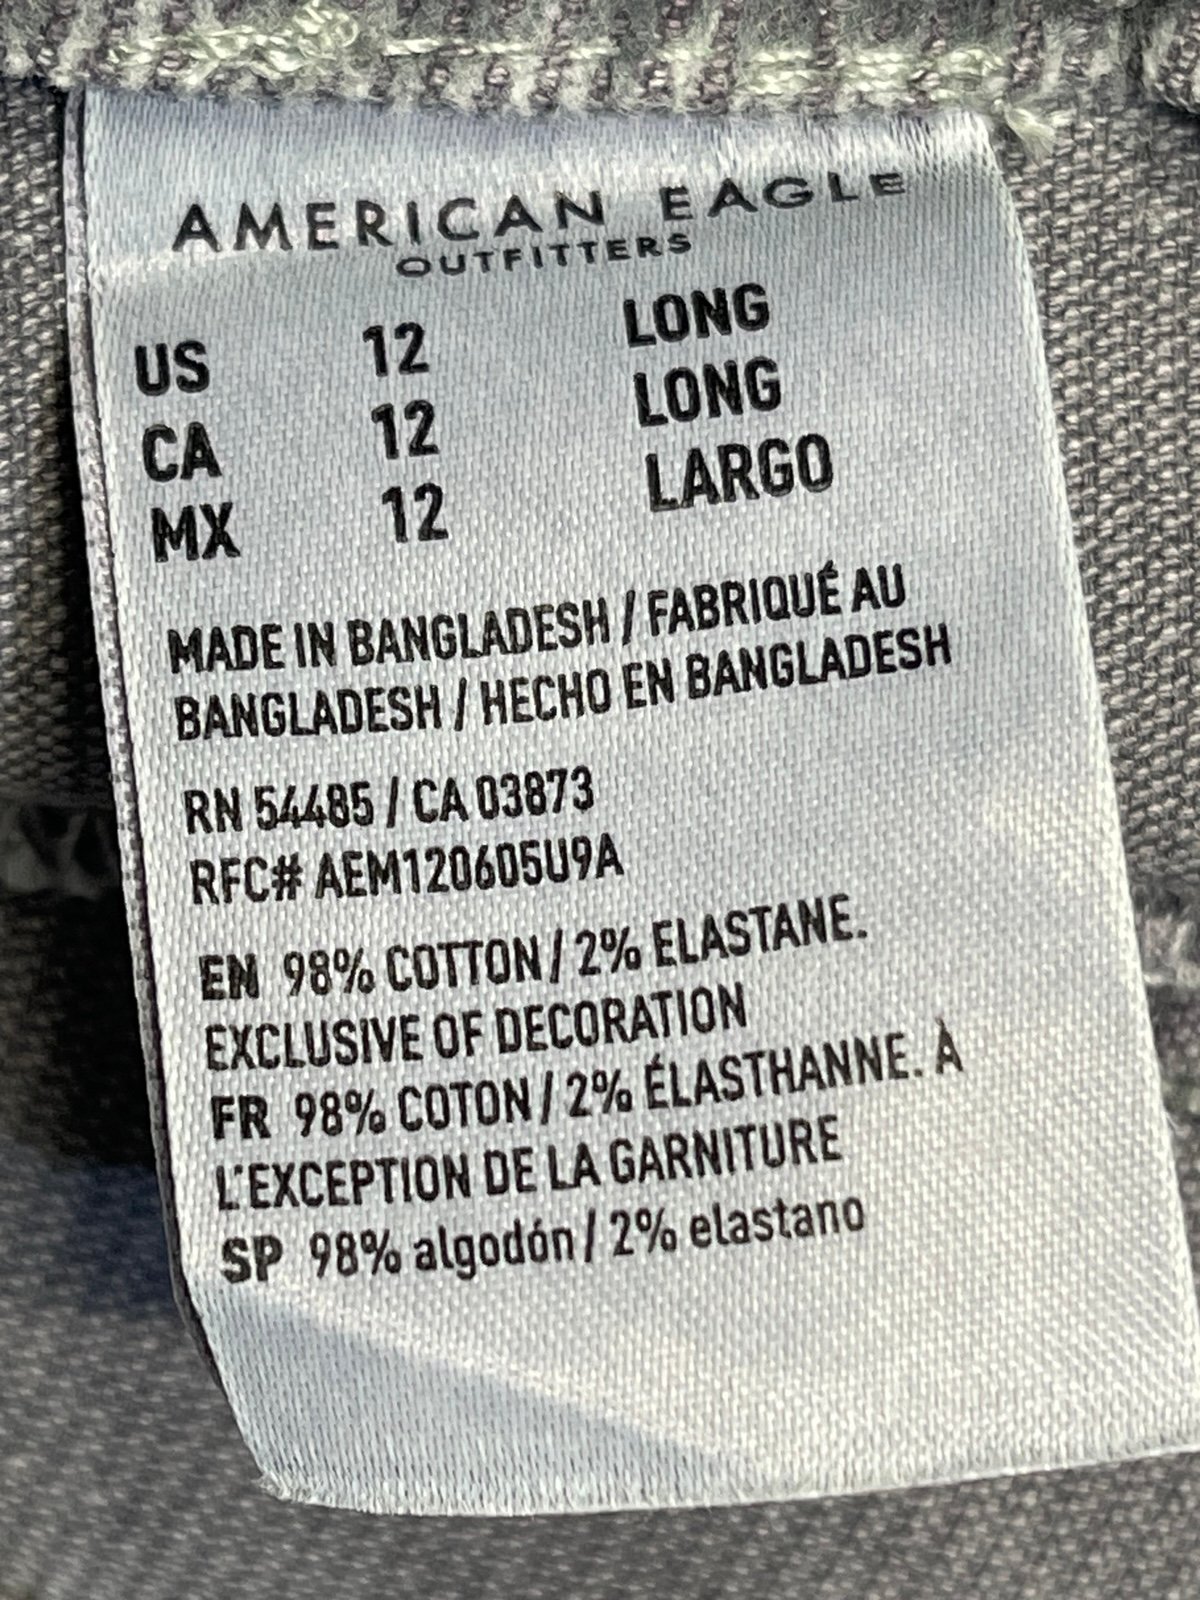 AMERICAN EAGLE
OUTFITTERS
US 12 LONG
CA 12 LONG
MX 12 LARGO
MADE IN BANGLADESH / FABRIQUÉ AU
BANGLADESH / HECHO EN BANGLADESH
RN 54485 / CA 03873
RFC# AEM120605U9A
EN 98% COTTON / 2% ELASTANE.
EXCLUSIVE OF DECORATION
FR 98% COTON / 2% ÉLASTHANNE. À
L'EXCEPTION DE LA GARNITURE
SP 98% algodón / 2% elastano